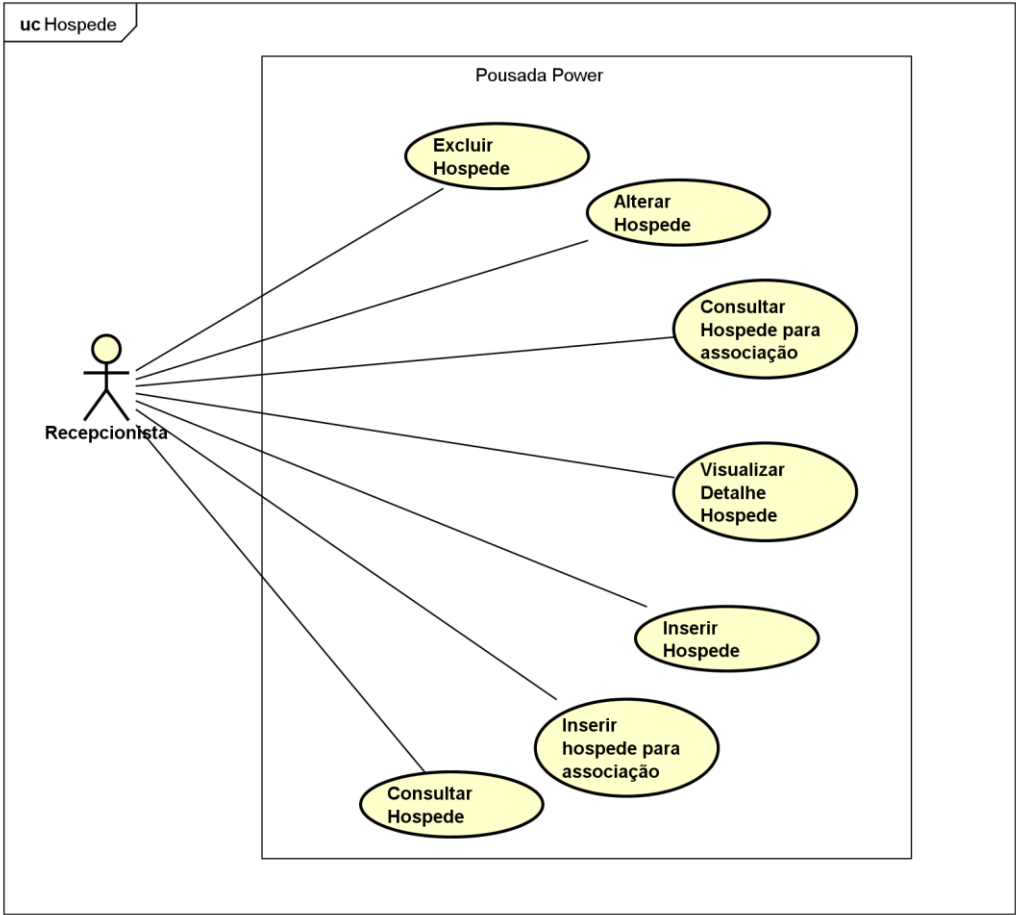 uc Hospede
Pousada Power
Excluir
Hospede
Alterar
Hospede
Consultar
Hospede para
associação
Recepcionista
Visualizar
Detalhe
Hospede
Inserir
Hospede
Inserir
hospede para
associação
Consultar
Hospede